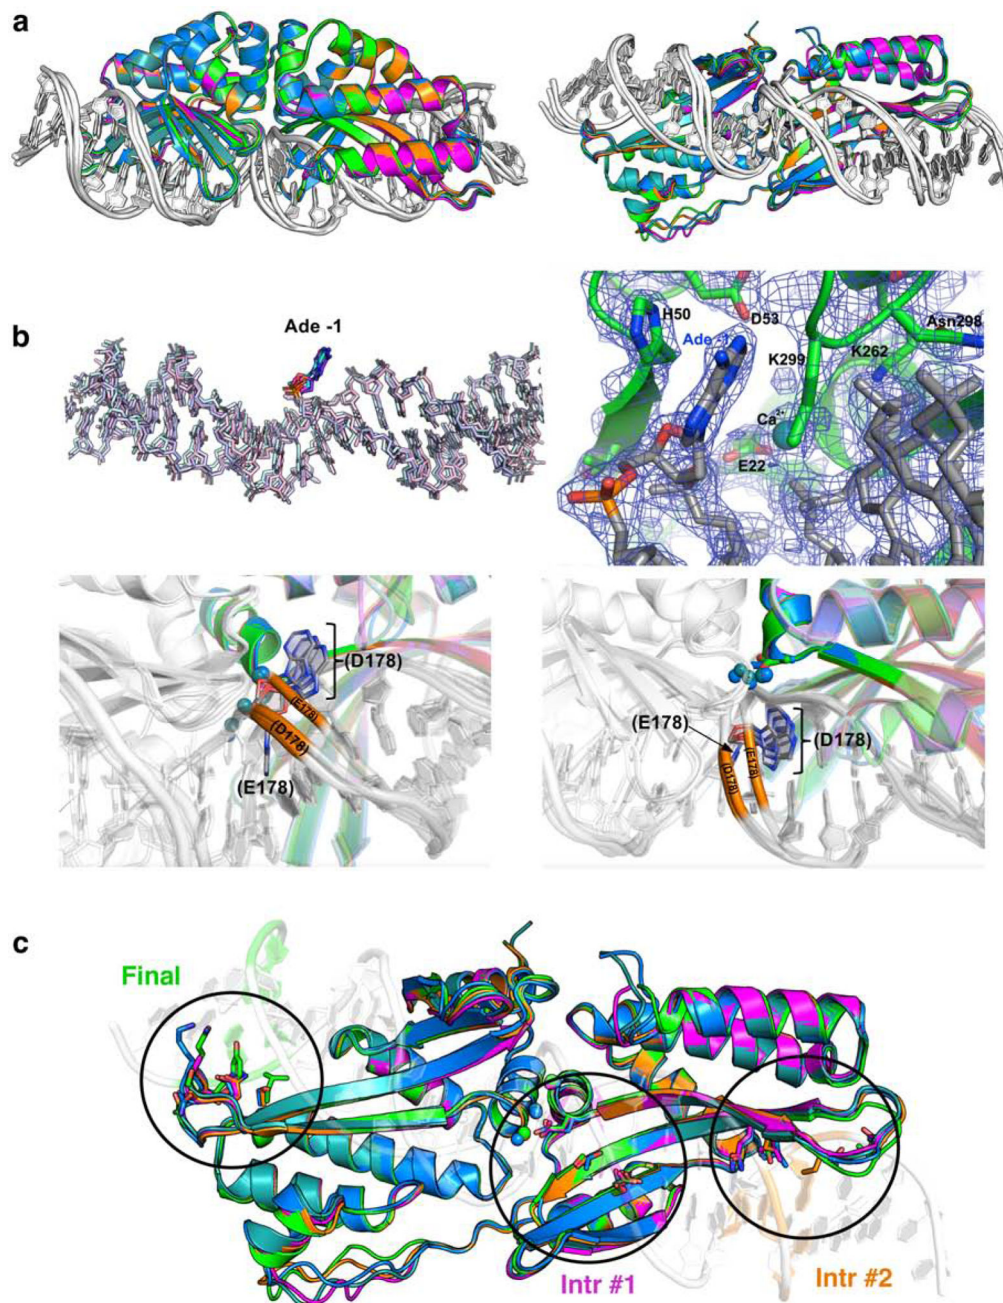 a
b
Ade -1
H50
D53
Asn298
Ade -1
K299
K262
Ca2+
E22
(D178)
(E178)
(D178)
(E178)
(E178)
(D178)
(E178)
(D178)
c
Final
Intr #1
Intr #2